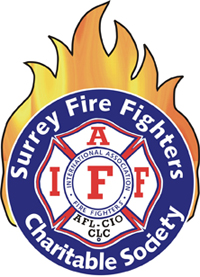 Surrey Fire Fighters
INTERNATIONAL ASSOCIATION
A
I F F
FIRE FIGHTERS
AFL-CIO
CLC
Charitable Society